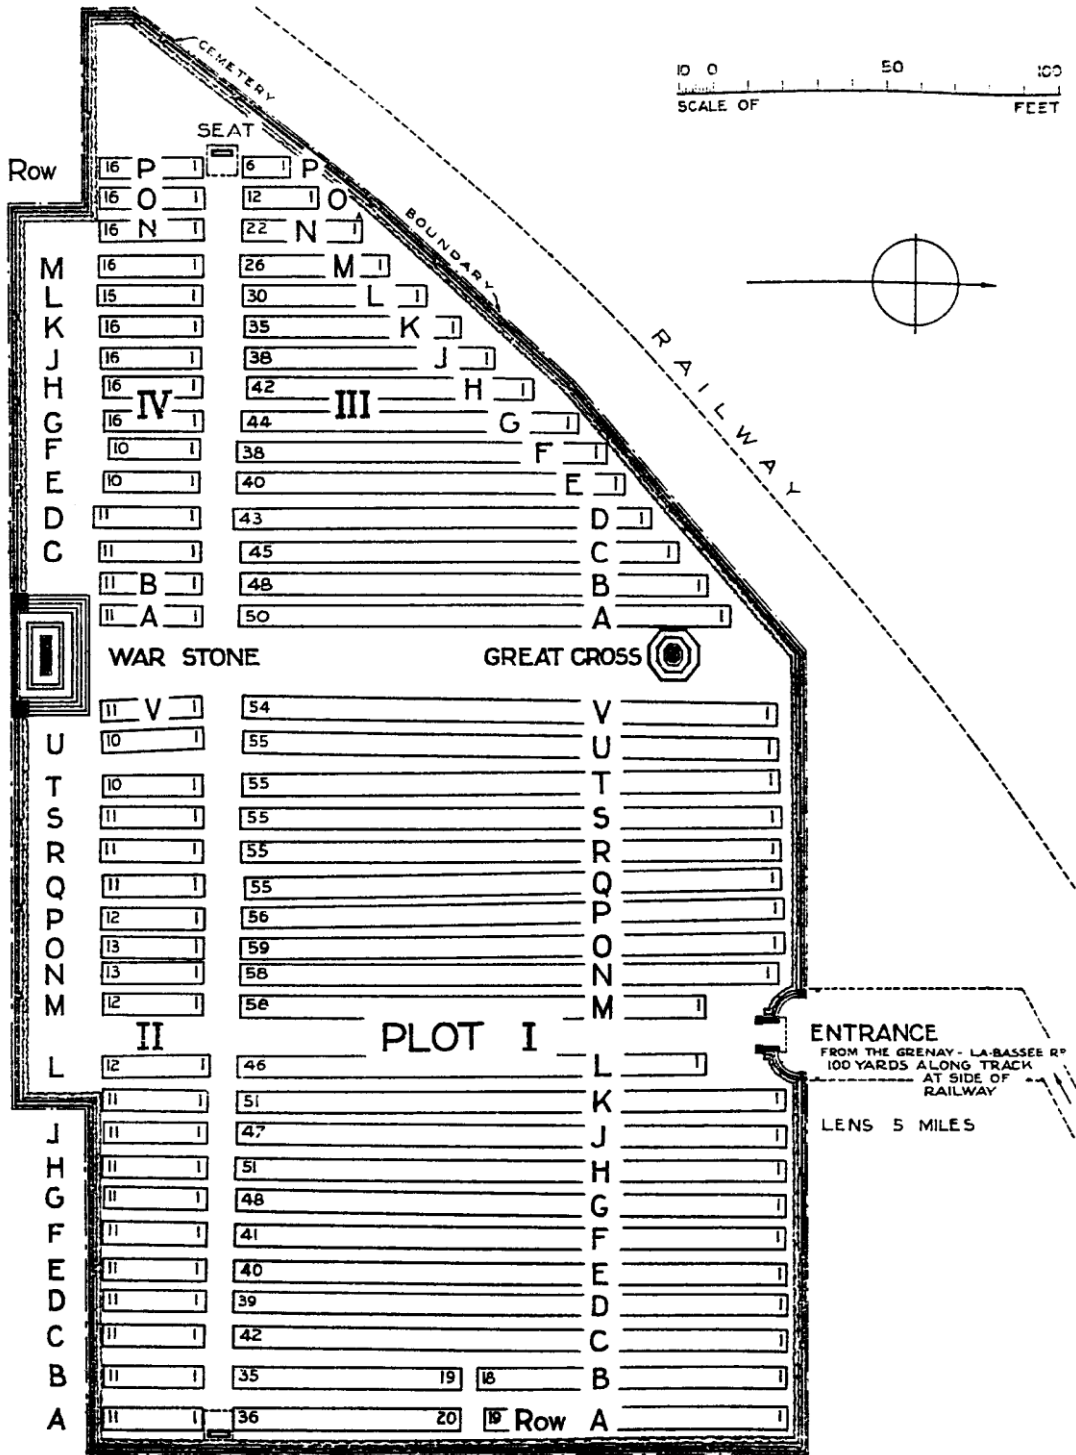 CEMETERY
10 0 50 100
SCALE OF FEET
SEAT
Row 16 P 1 6 1 P
16 O 1 12 1 O
16 N 1 22 N 1
BOUNDARY
M 16 1 26 M 1
L 15 1 30 L 1
K 16 1 35 K 1
J 16 1 38 J 1
H 16 1 42 H 1
IV III
G 16 1 44 G 1
F 10 1 38 F 1
E 10 1 40 E 1
D 11 1 43 D 1
C 11 1 45 C 1
11 B 1 48 B 1
11 A 1 50 A 1
RAILWAY
WAR STONE GREAT CROSS
11 V 1 54 V 1
U 10 1 55 U 1
T 10 1 55 T 1
S 11 1 55 S 1
R 11 1 55 R 1
Q 11 1 55 Q 1
P 12 1 56 P 1
O 13 1 59 O 1
N 13 1 58 N 1
M 12 1 58 M 1
II PLOT I
ENTRANCE
FROM THE GRENAY - LA-BASSEE RD
100 YARDS ALONG TRACK
AT SIDE OF
RAILWAY
LENS 5 MILES
L 12 1 46 L 1
11 1 51 K 1
J 11 1 47 J 1
H 11 1 51 H 1
G 11 1 48 G 1
F 11 1 41 F 1
E 11 1 40 E 1
D 11 1 39 D 1
C 11 1 42 C 1
B 11 1 35 19 18 B 1
A 11 1 36 20 19 Row A 1